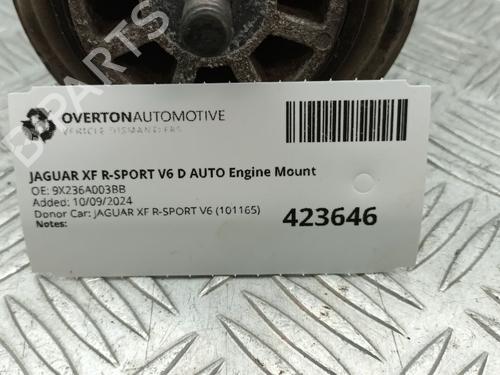 OVERTONAUTOMOTIVE
VEHICLE DISMANTLERS
JAGUAR XF R-SPORT V6 D AUTO Engine Mount
OE: 9X236A003BB
Added: 10/09/2024
Donor Car: JAGUAR XF R-SPORT V6 (101165)
Notes:
423646